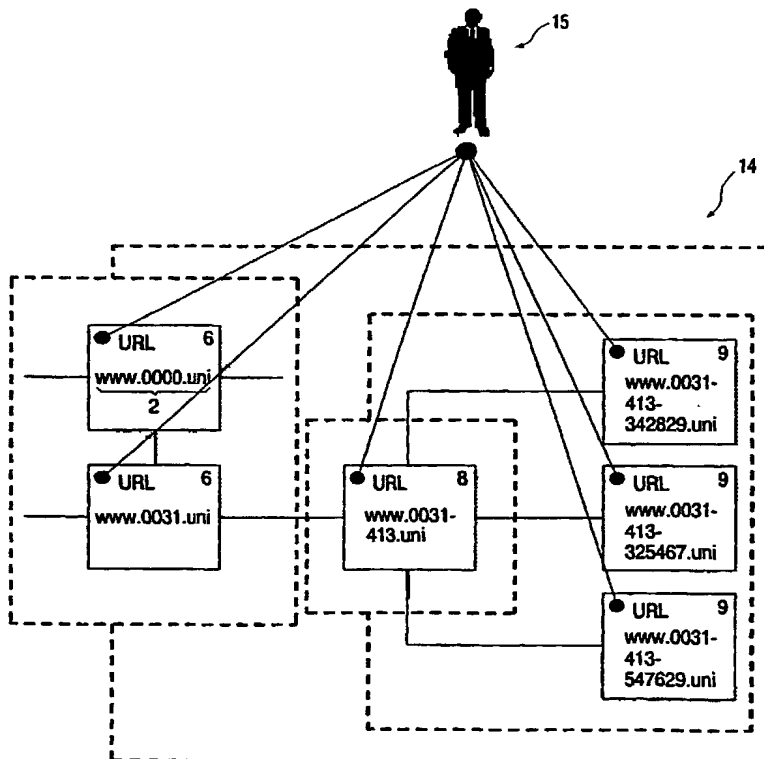 15
14
URL 6
www.0000.uni
2
URL 6
www.0031.uni
URL 8
www.0031-
413.uni
URL 9
www.0031-
413-
342829.uni
URL 9
www.0031-
413-
325467.uni
URL 9
www.0031-
413-
547629.uni